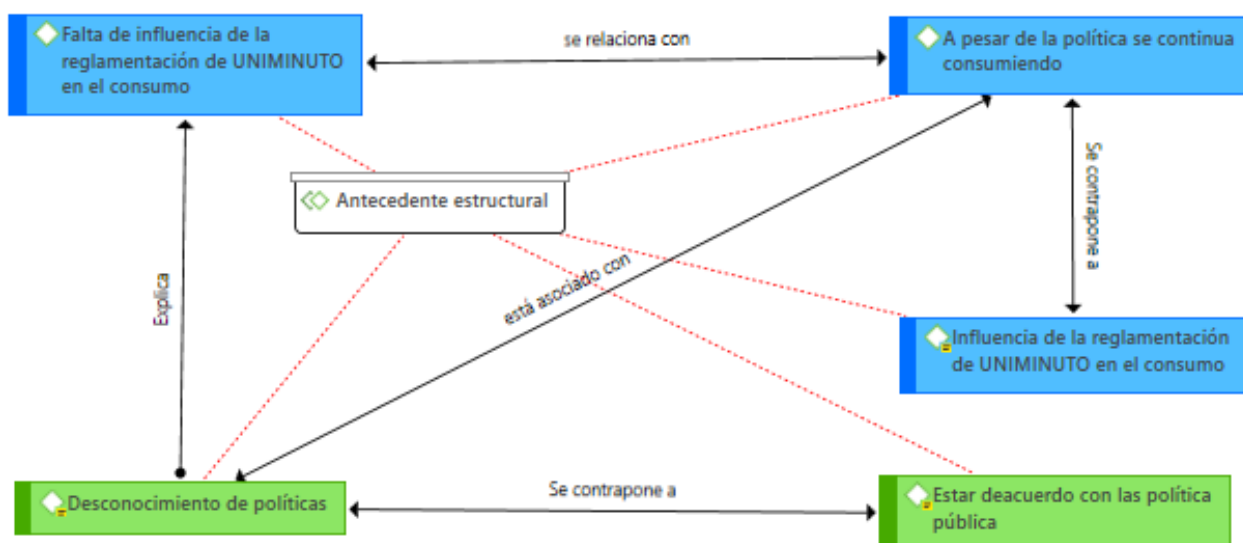 Falta de influencia de la
reglamentación de UNIMINUTO
en el consumo
se relaciona con
A pesar de la política se continua
consumiendo
Antecedente estructural
Se contrapone a
Explica
está asociado con
Influencia de la reglamentación
de UNIMINUTO en el consumo
Desconocimiento de políticas
Se contrapone a
Estar deacuerdo con las política
pública